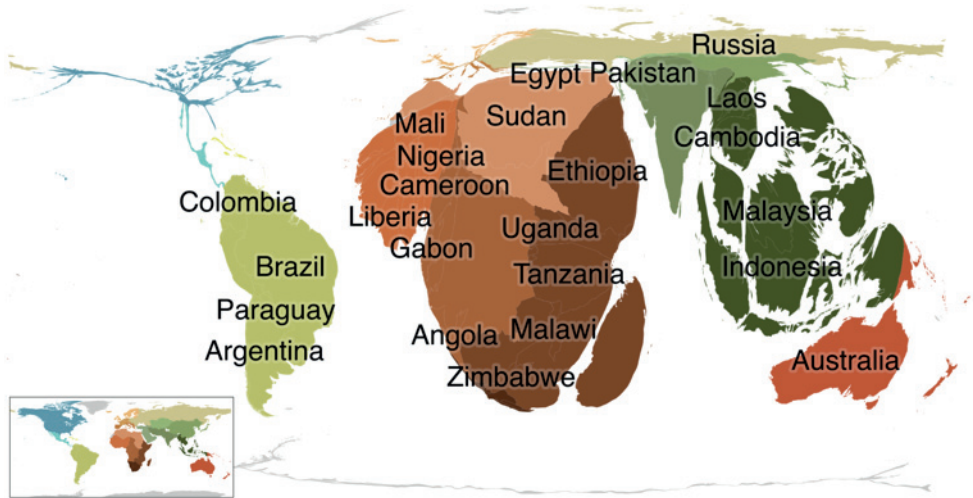 Russia
Egypt Pakistan
Laos
Mali
Sudan
Cambodia
Nigeria
Ethiopia
Cameroon
Colombia
Liberia
Malaysia
Uganda
Gabon
Brazil
Tanzania
Indonesia
Paraguay
Angola
Malawi
Argentina
Australia
Zimbabwe